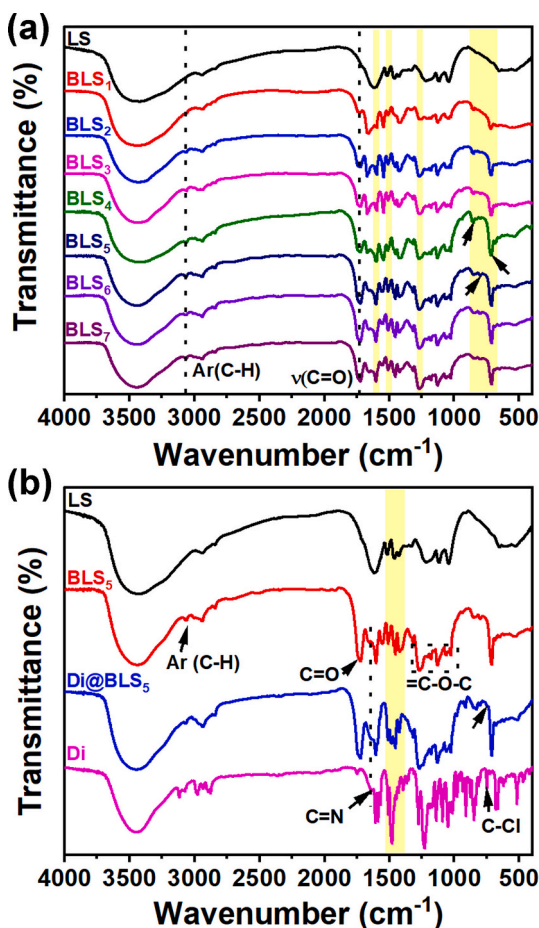 (a)
LS
BLS1
BLS2
BLS3
BLS4
BLS5
BLS6
BLS7
Ar(C-H)
ν(C=O)
Transmittance (%)
4000 3500 3000 2500 2000 1500 1000 500
Wavenumber (cm-1)
(b)
LS
BLS5
Ar (C-H)
C=O
=C-O-C
Di@BLS5
Di
C=N
C-Cl
Transmittance (%)
4000 3500 3000 2500 2000 1500 1000 500
Wavenumber (cm-1)